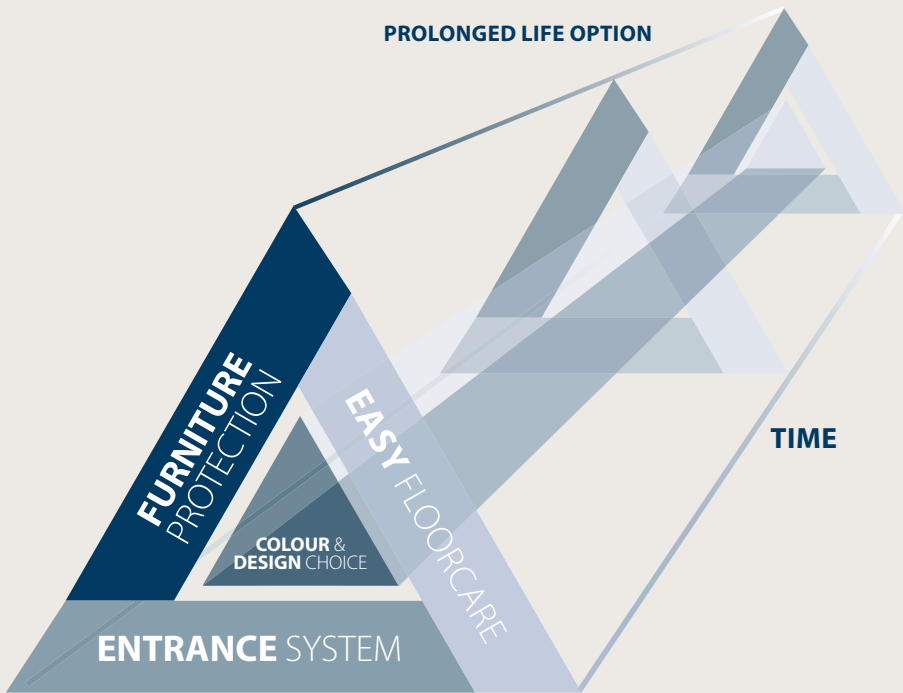 PROLONGED LIFE OPTION
FURNITURE
PROTECTION
EASY FLOORCARE
TIME
COLOUR &
DESIGN CHOICE
ENTRANCE SYSTEM